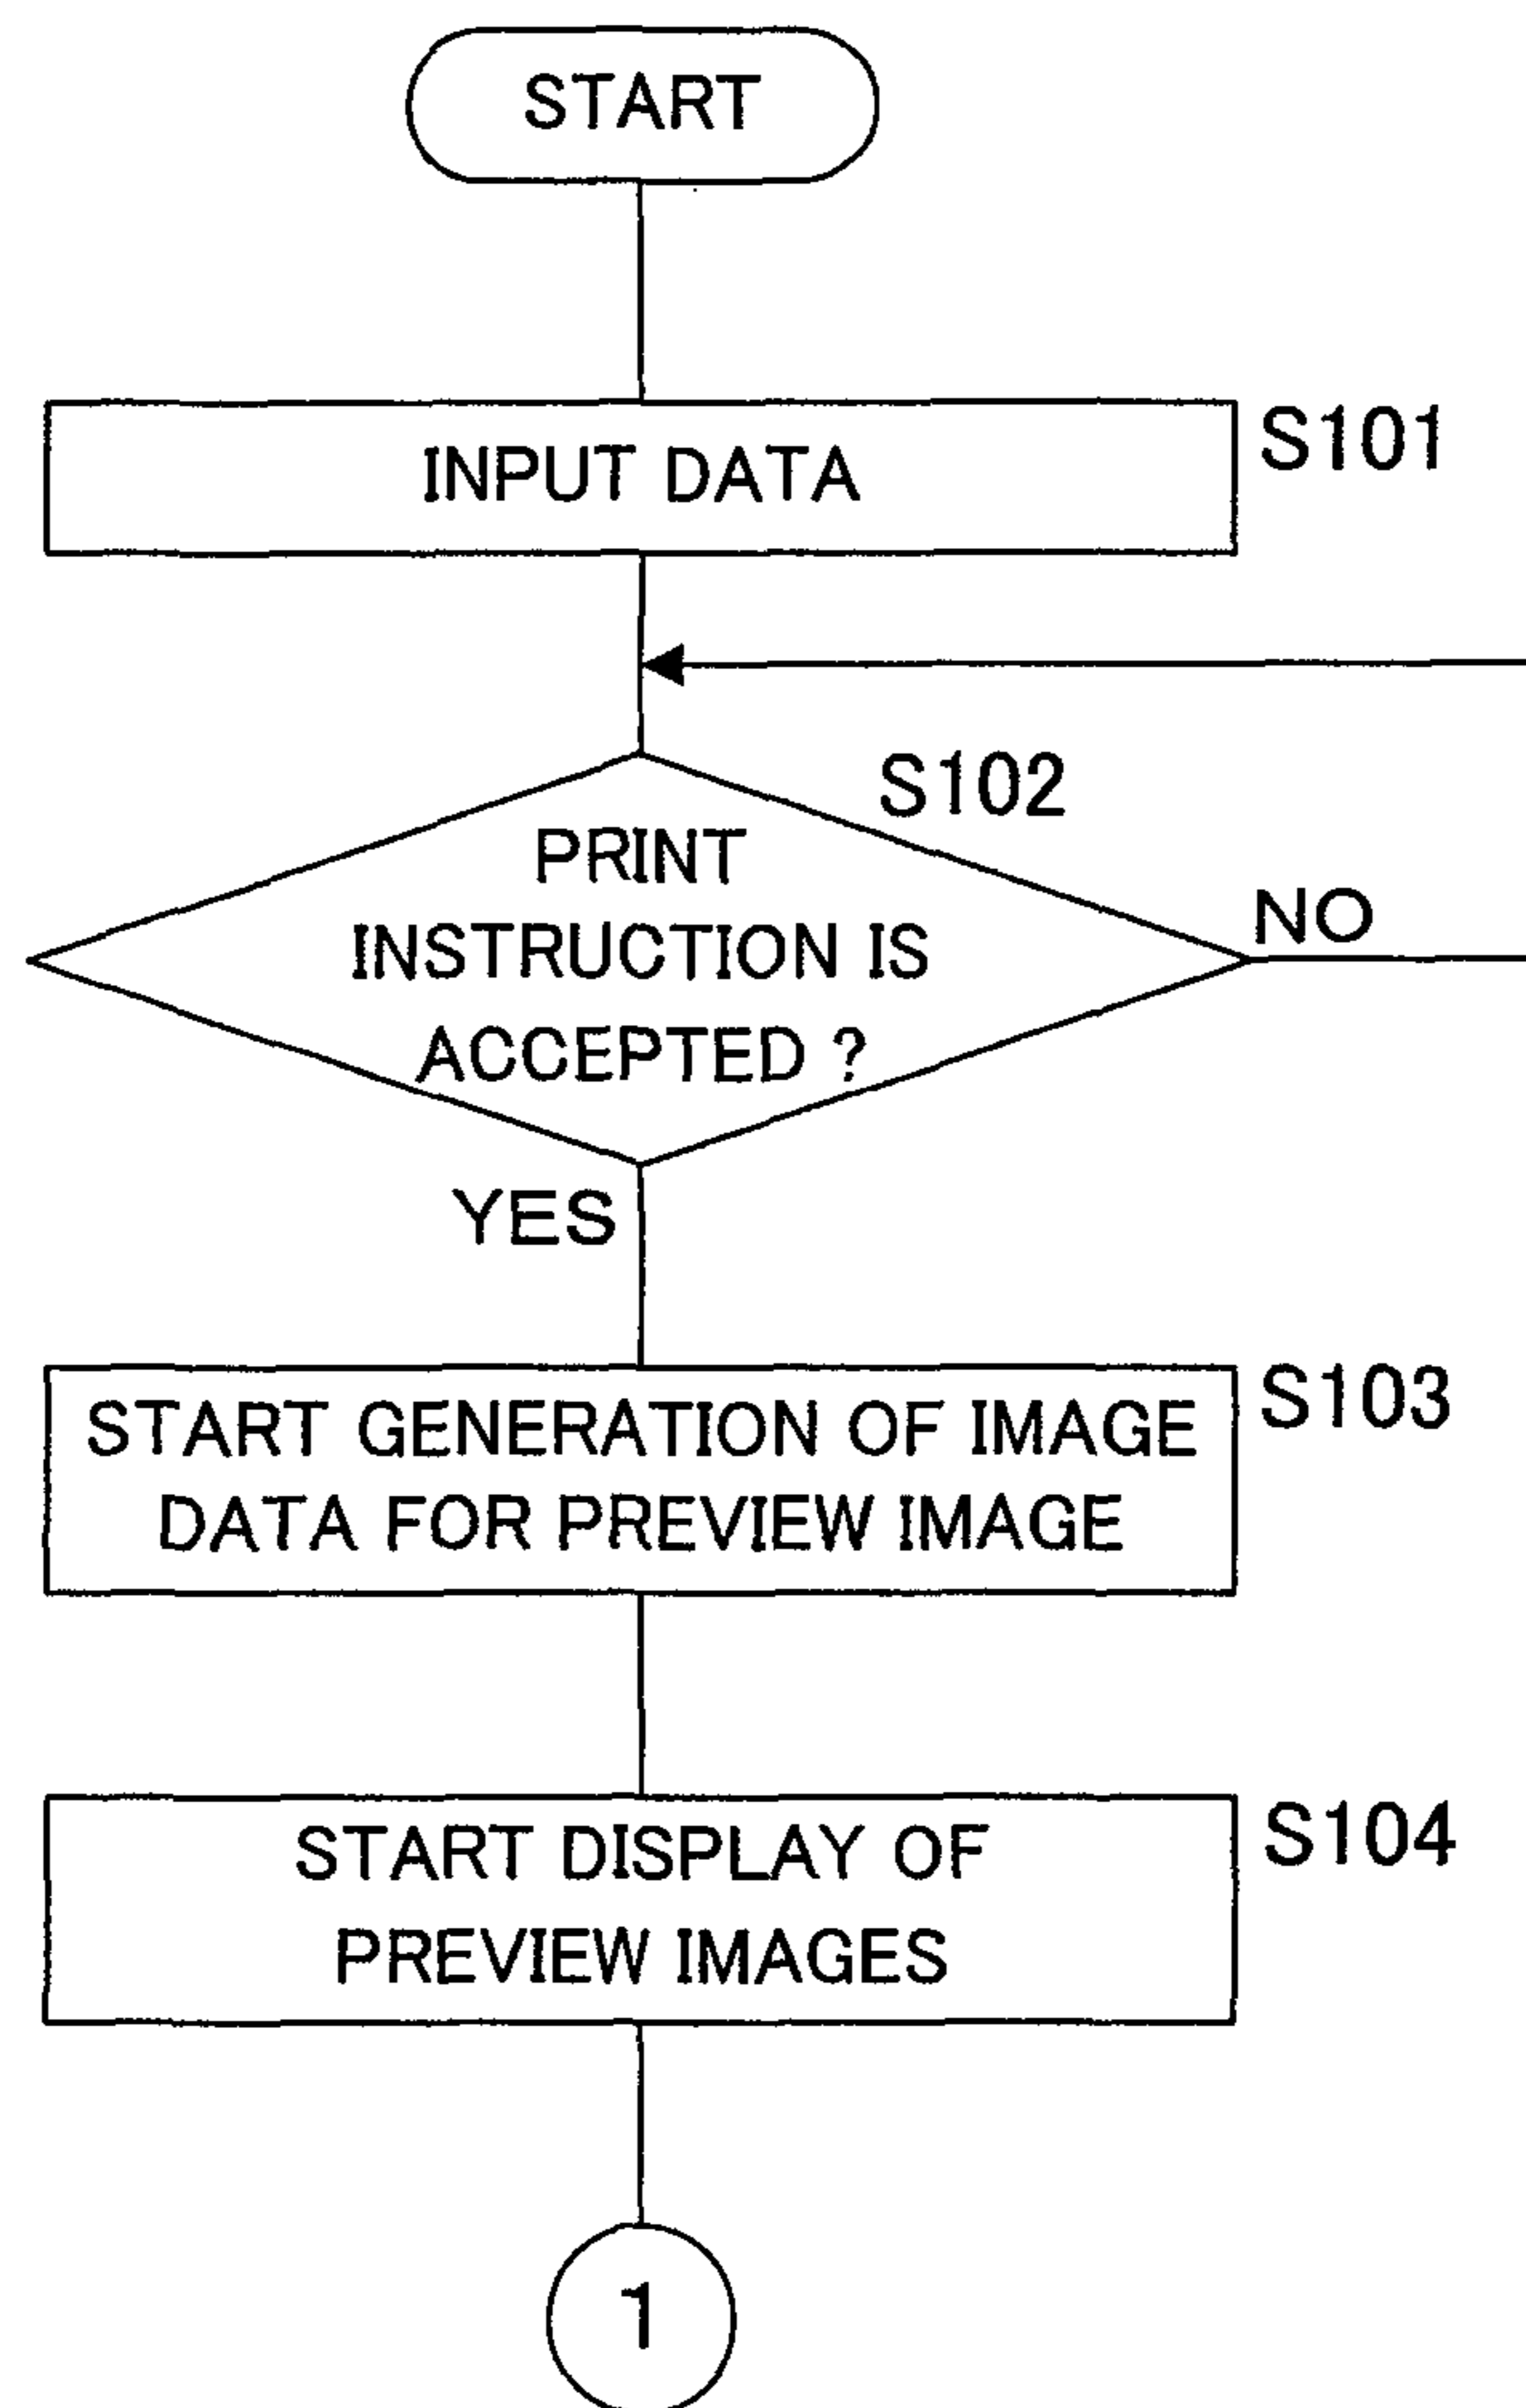 START
INPUT DATA
S101
S102
PRINT
INSTRUCTION IS
ACCEPTED ?
NO
YES
START GENERATION OF IMAGE
DATA FOR PREVIEW IMAGE
S103
START DISPLAY OF
PREVIEW IMAGES
S104
1